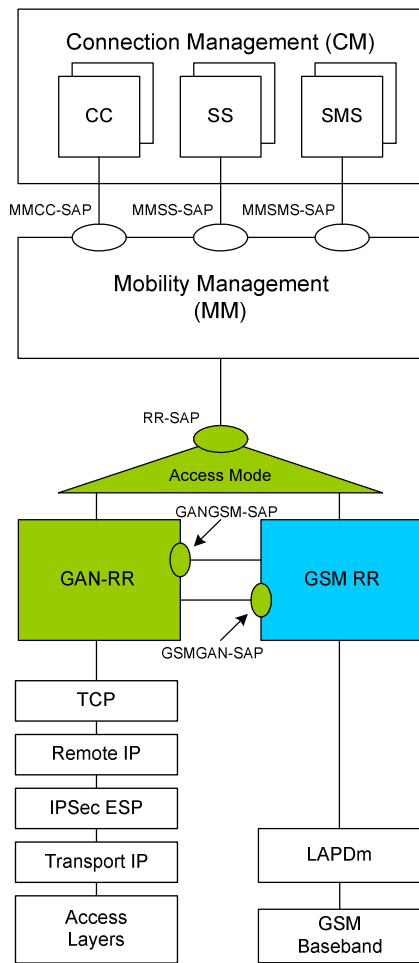 Connection Management (CM)
CC
SS
SMS
MMCC-SAP
MMSS-SAP
MMSMS-SAP
Mobility Management
(MM)
RR-SAP
Access Mode
GANGSM-SAP
GAN-RR
GSM RR
GSMGAN-SAP
TCP
Remote IP
IPSec ESP
Transport IP
LAPDm
Access
Layers
GSM
Baseband